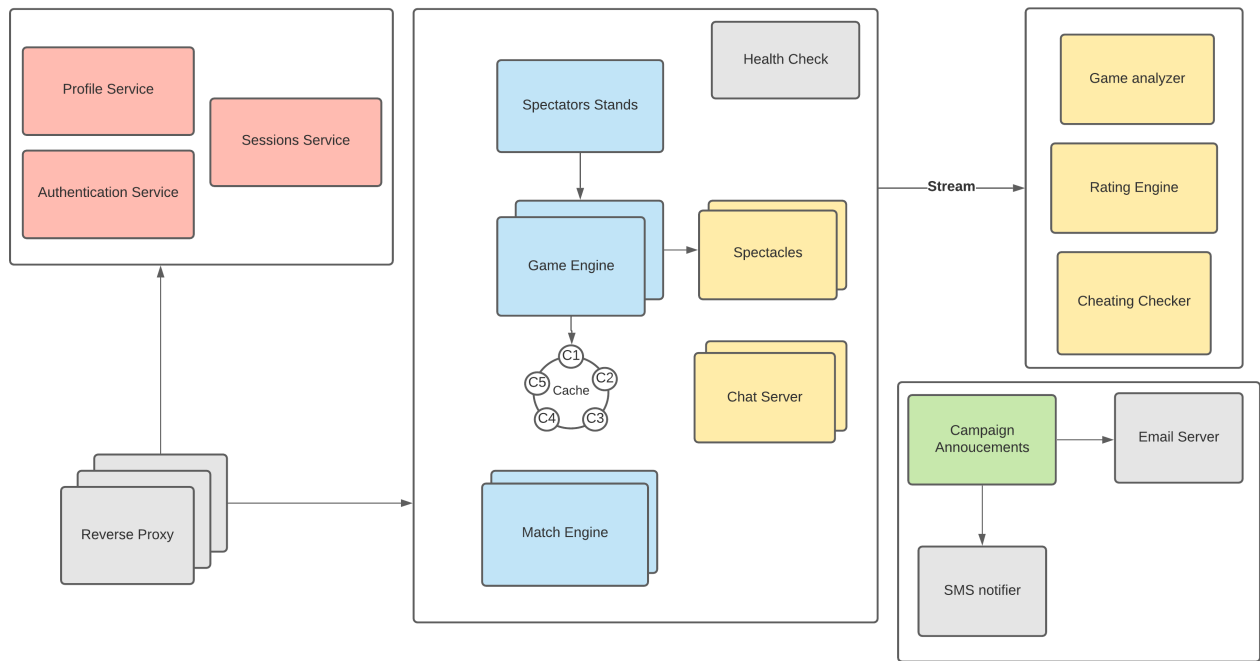 Profile Service
Sessions Service
Authentication Service
Reverse Proxy
Health Check
Spectators Stands
Game Engine
Spectacles
C1
C2
C3
C4
C5
Cache
Chat Server
Match Engine
Stream
Game analyzer
Rating Engine
Cheating Checker
Campaign
Annoucements
Email Server
SMS notifier